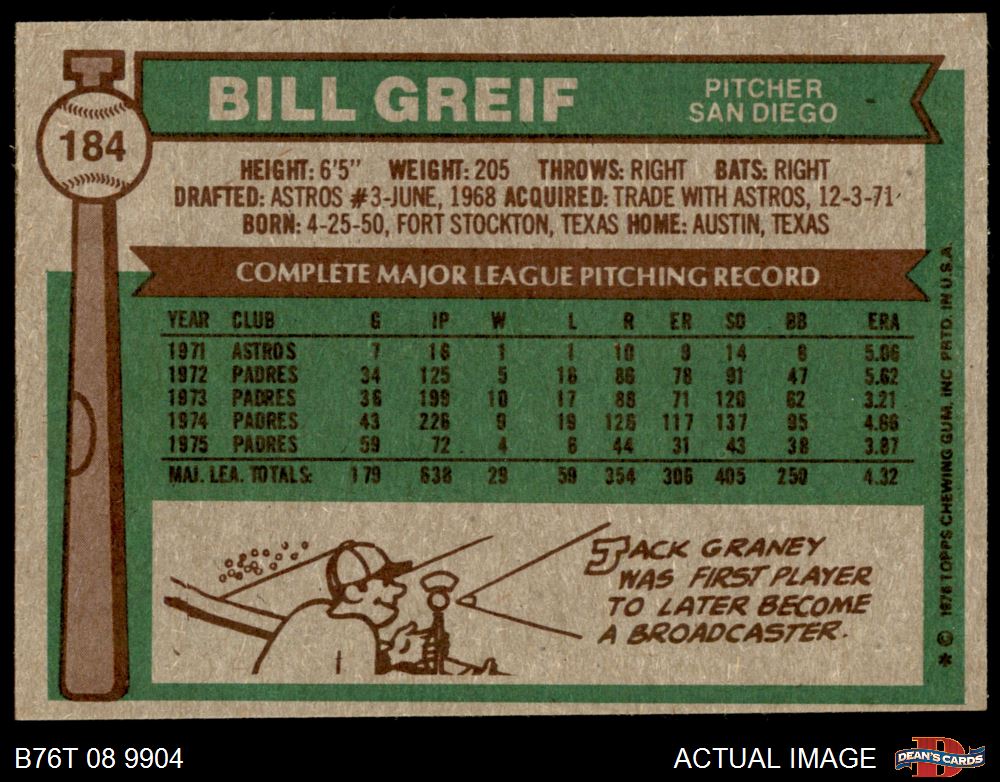 184
BILL GREIF
PITCHER
SAN DIEGO
HEIGHT: 6'5" WEIGHT: 205 THROWS: RIGHT BATS: RIGHT
DRAFTED: ASTROS #3-JUNE, 1968 ACQUIRED: TRADE WITH ASTROS, 12-3-71
BORN: 4-25-50, FORT STOCKTON, TEXAS HOME: AUSTIN, TEXAS
COMPLETE MAJOR LEAGUE PITCHING RECORD
YEAR CLUB G IP W L R ER SO BB ERA
1971 ASTROS 7 16 1 1 10 9 14 8 5.06
1972 PADRES 34 125 5 16 86 78 91 47 5.62
1973 PADRES 36 199 10 17 88 71 120 62 3.21
1974 PADRES 43 226 9 19 126 117 137 95 4.66
1975 PADRES 59 72 4 6 44 31 43 38 3.87
MAJ. LEA. TOTALS: 179 638 29 59 354 306 405 250 4.32
JACK GRANEY
WAS FIRST PLAYER
TO LATER BECOME
A BROADCASTER.
* © 1976 TOPPS CHEWING GUM, INC PRTD. IN U.S.A.
B76T 08 9904
ACTUAL IMAGE
D
DEAN'S CARDS